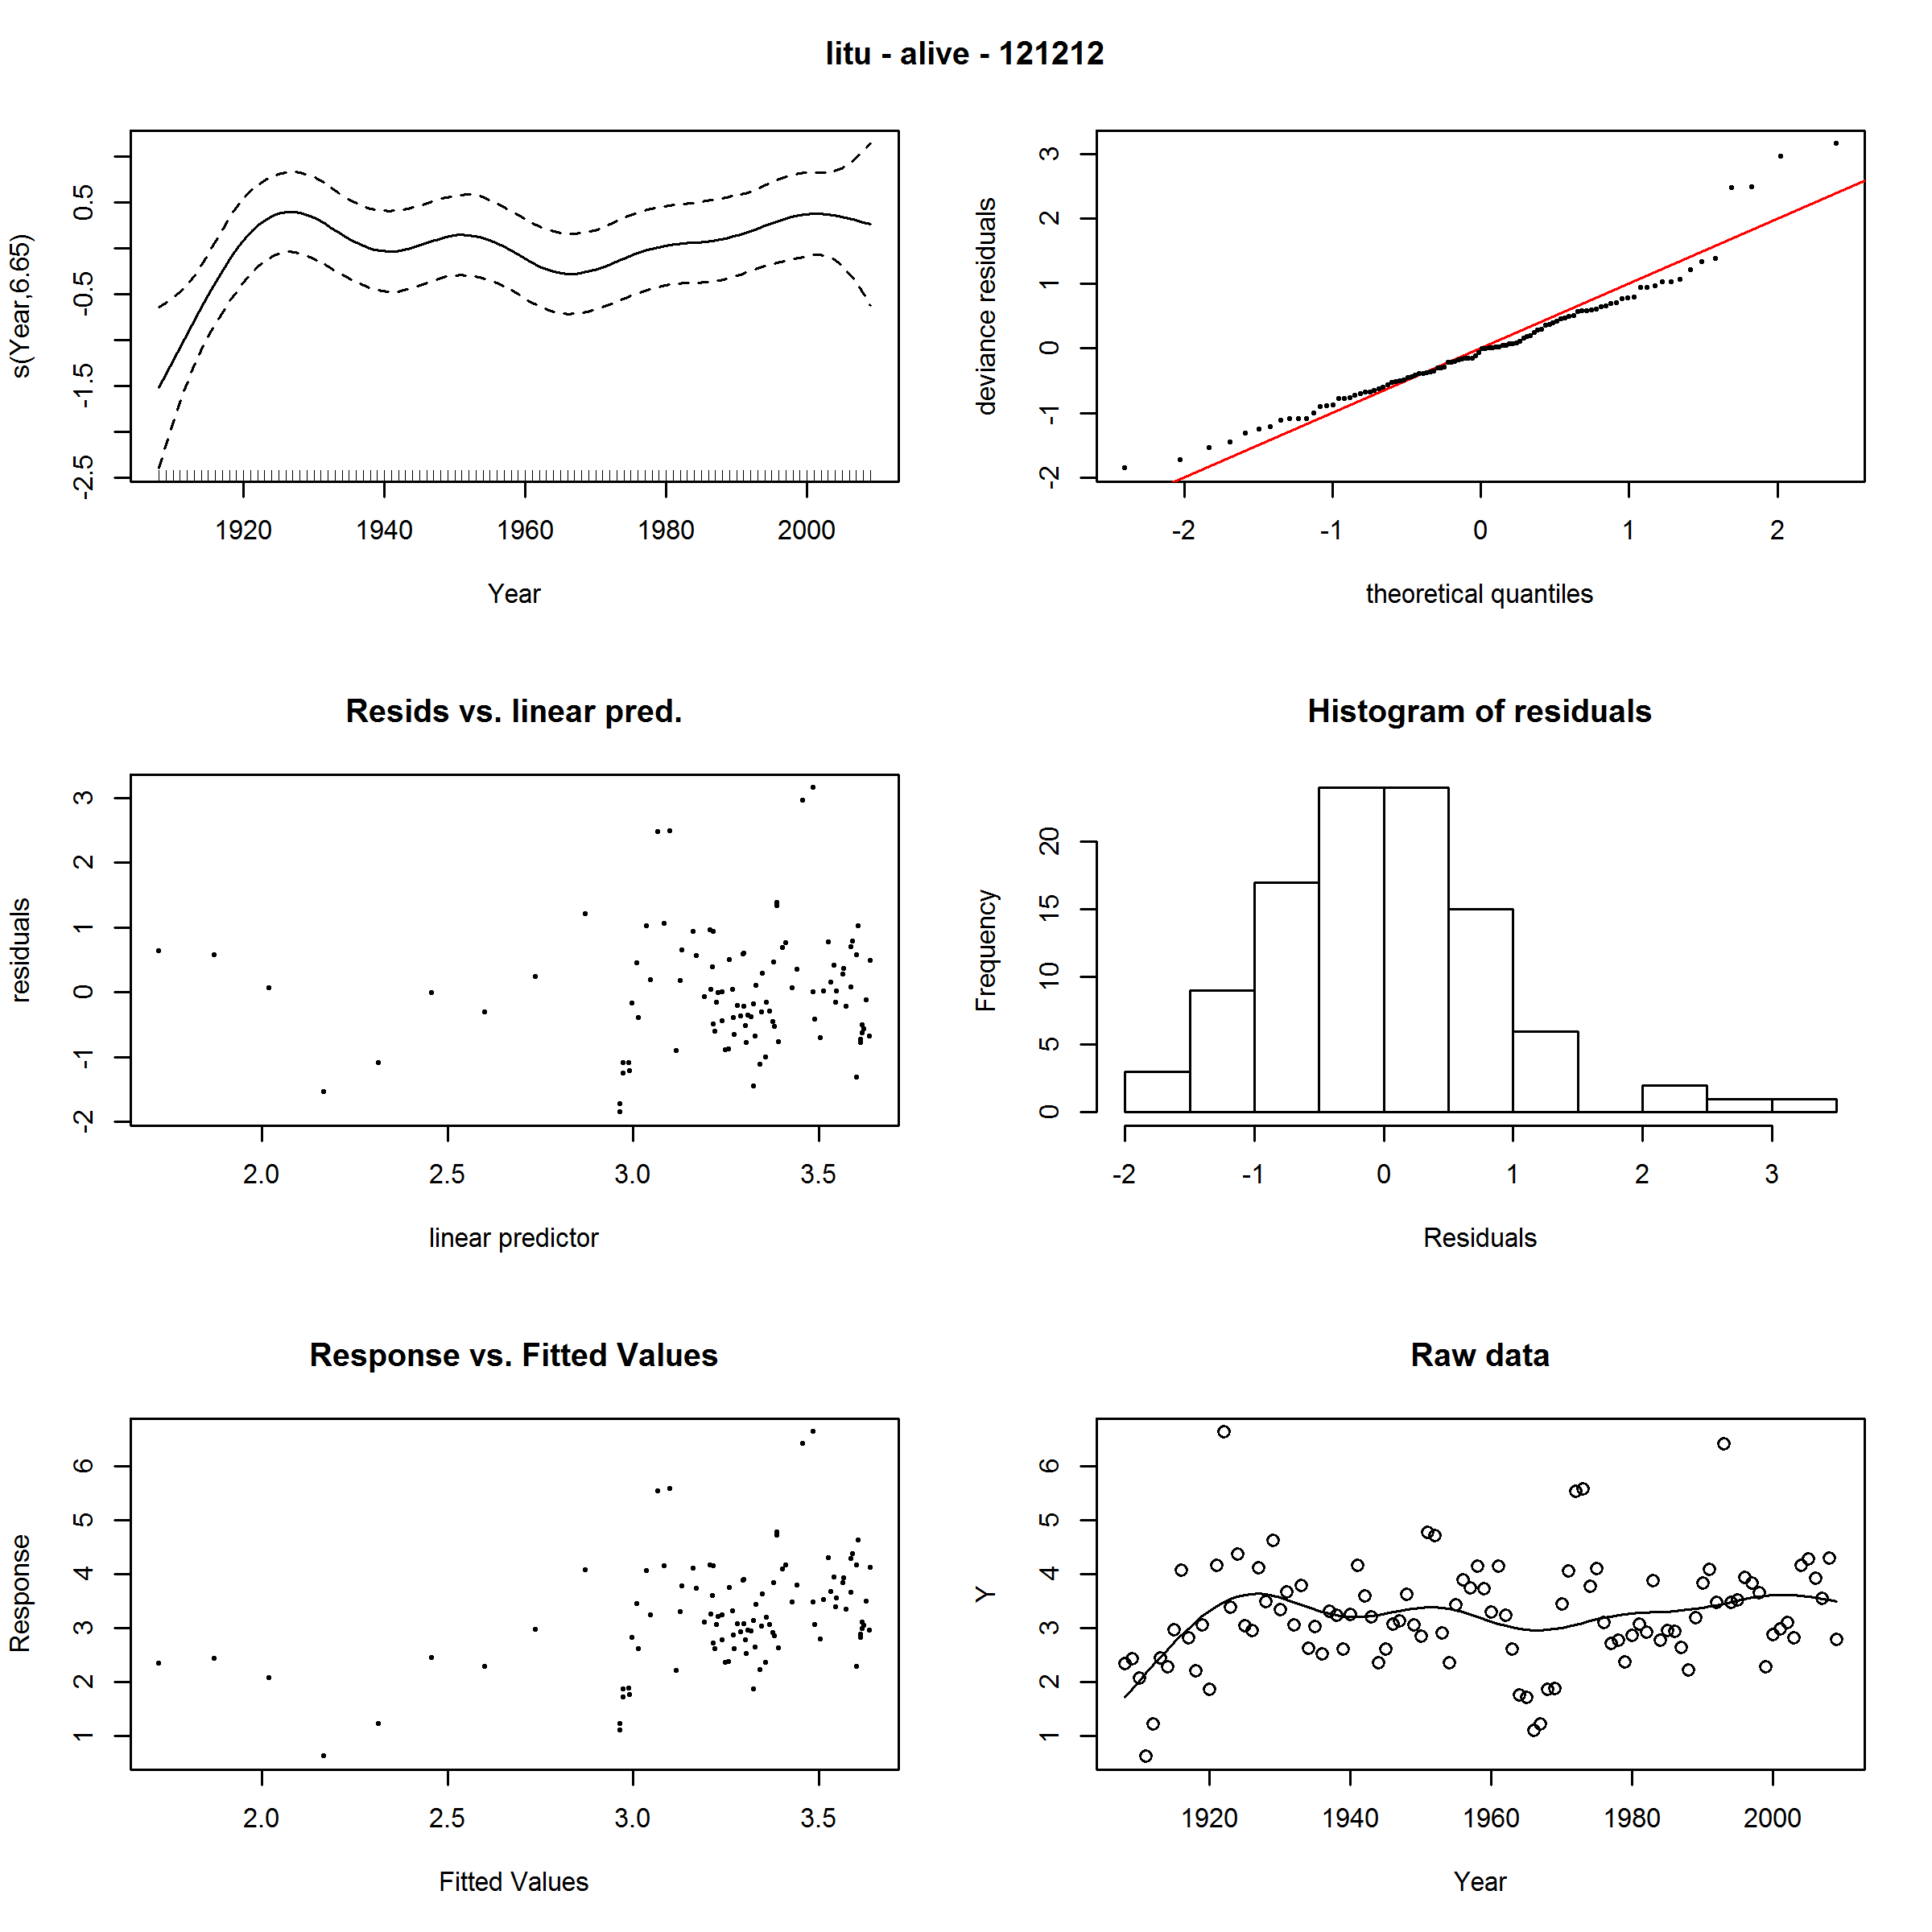 litu - alive - 121212
s(Year,6.65)
-2.5 -1.5 -0.5 0.5
1920 1940 1960 1980 2000
Year
deviance residuals
-2 -1 0 1 2 3
-2 -1 0 1 2
theoretical quantiles
Resids vs. linear pred.
residuals
-2 -1 0 1 2 3
2.0 2.5 3.0 3.5
linear predictor
Histogram of residuals
Frequency
0 5 10 15 20
-2 -1 0 1 2 3
Residuals
Response vs. Fitted Values
Response
1 2 3 4 5 6
2.0 2.5 3.0 3.5
Fitted Values
Raw data
Y
1 2 3 4 5 6
1920 1940 1960 1980 2000
Year